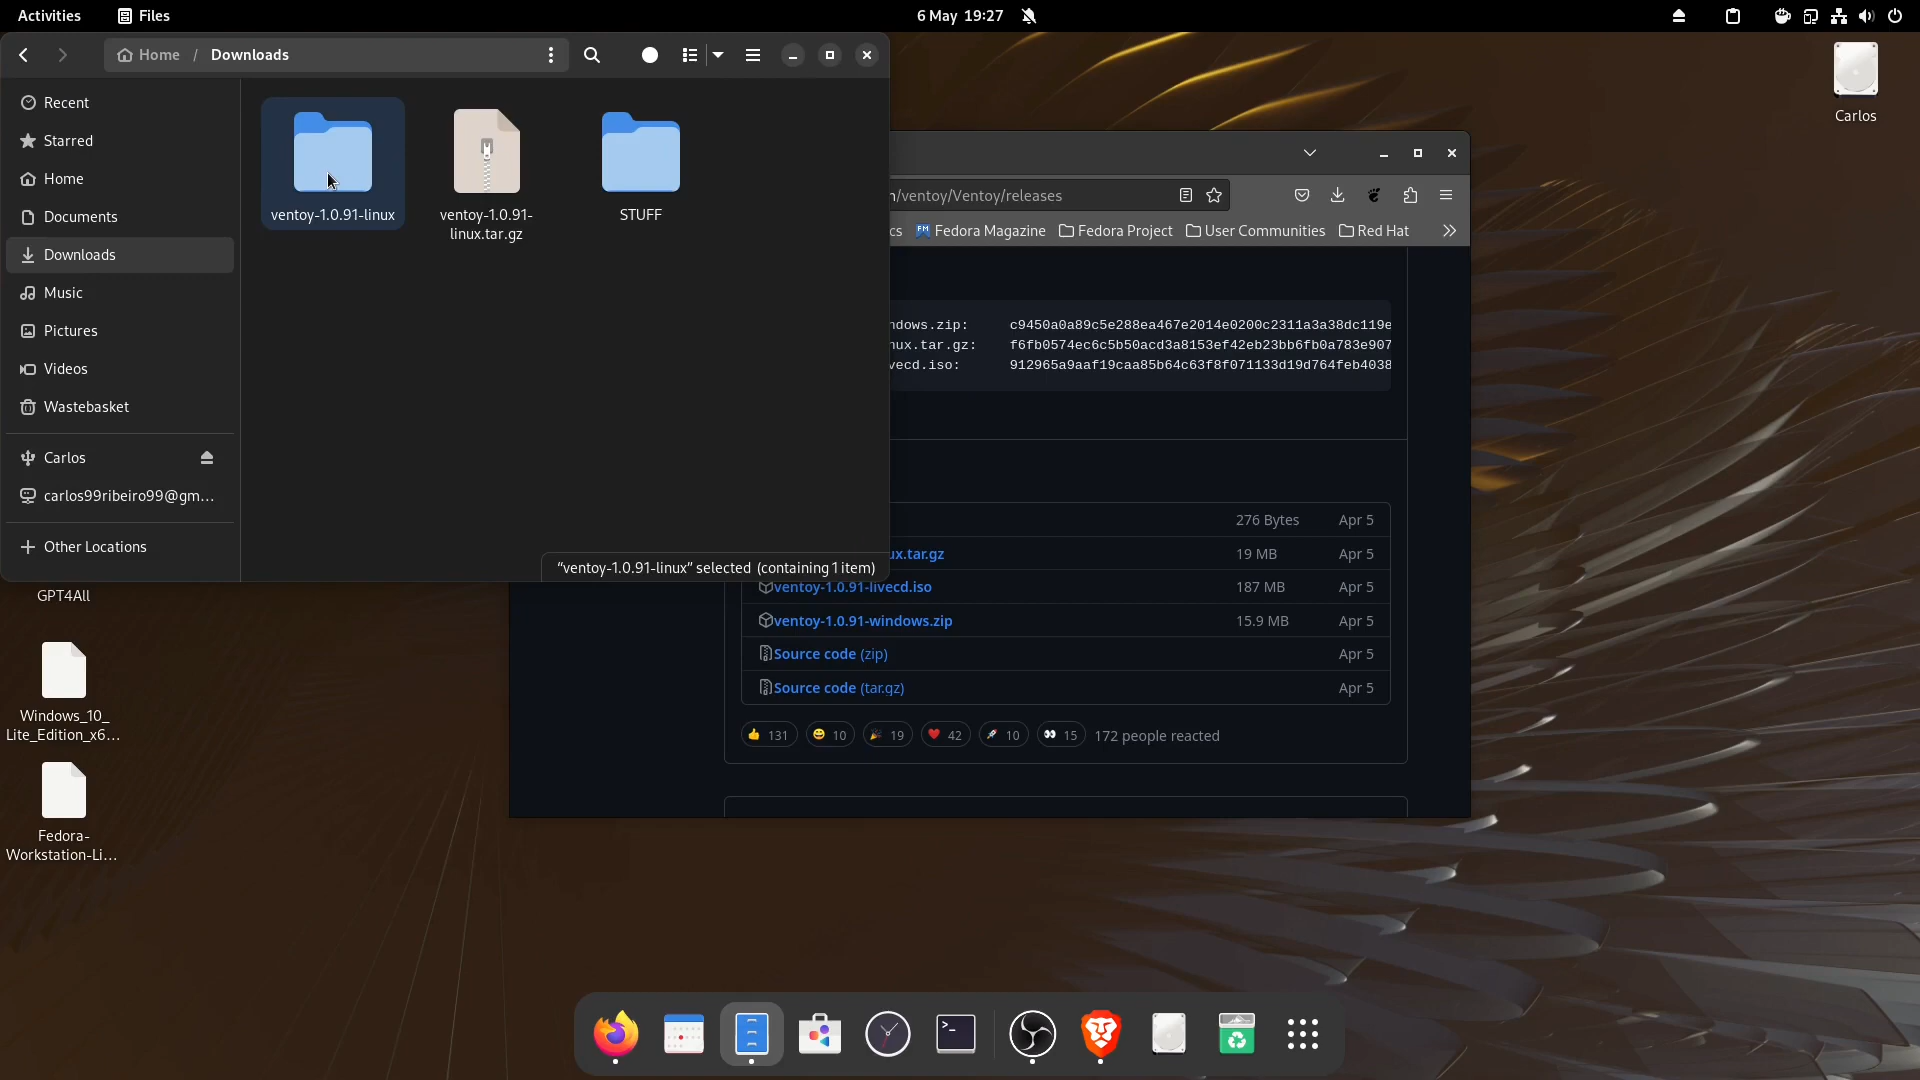 Activities
Files
6 May 19:27
Home / Downloads
Recent
Starred
Home
Documents
Downloads
Music
Pictures
Videos
Wastebasket
Carlos
carlos99ribeiro99@gm...
Other Locations
ventoy-1.0.91-linux
ventoy-1.0.91-
linux.tar.gz
STUFF
"ventoy-1.0.91-linux" selected (containing 1 item)
Carlos
/ventoy/Ventoy/releases
cs
Fedora Magazine
Fedora Project
User Communities
Red Hat
ndows.zip: c9450a0a89c5e288ea467e2014e0200c2311a3a38dc119e
nux.tar.gz: f6fb0574ec6c5b50acd3a8153ef42eb23bb6fb0a783e907
vecd.iso: 912965a9aaf19caa85b64c63f8f071133d19d764feb4038
276 Bytes Apr 5
ux.tar.gz 19 MB Apr 5
ventoy-1.0.91-livecd.iso 187 MB Apr 5
ventoy-1.0.91-windows.zip 15.9 MB Apr 5
Source code (zip) Apr 5
Source code (tar.gz) Apr 5
131 10 19 42 10 15 172 people reacted
GPT4All
Windows_10_
Lite_Edition_x6...
Fedora-
Workstation-Li...